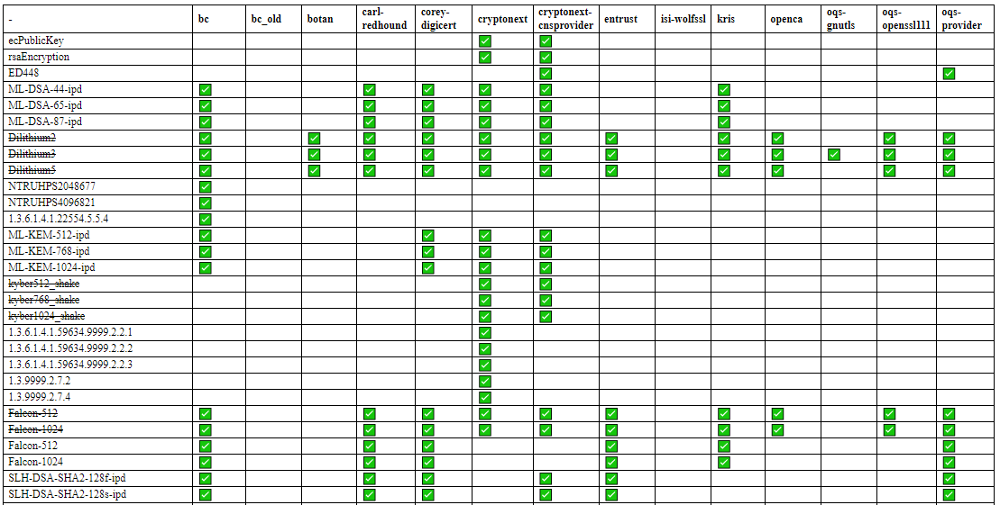 - bc bc_old botan carl-redhound corey-digicert cryptonext cryptonext-cnsprovider entrust isi-wolfssl kris openca oqs-gnutls oqs-openssl111 oqs-provider
ecPublicKey ✓ ✓
rsaEncryption ✓ ✓
ED448 ✓ ✓
ML-DSA-44-ipd ✓ ✓ ✓ ✓ ✓ ✓
ML-DSA-65-ipd ✓ ✓ ✓ ✓ ✓ ✓
ML-DSA-87-ipd ✓ ✓ ✓ ✓ ✓ ✓
Dilithium2 ✓ ✓ ✓ ✓ ✓ ✓ ✓ ✓ ✓ ✓ ✓
Dilithium3 ✓ ✓ ✓ ✓ ✓ ✓ ✓ ✓ ✓ ✓ ✓ ✓
Dilithium5 ✓ ✓ ✓ ✓ ✓ ✓ ✓ ✓ ✓ ✓ ✓
NTRUHPS2048677 ✓
NTRUHPS4096821 ✓
1.3.6.1.4.1.22554.5.5.4 ✓
ML-KEM-512-ipd ✓ ✓ ✓ ✓
ML-KEM-768-ipd ✓ ✓ ✓ ✓
ML-KEM-1024-ipd ✓ ✓ ✓ ✓
kyber512_shake ✓ ✓
kyber768_shake ✓ ✓
kyber1024_shake ✓ ✓
1.3.6.1.4.1.59634.9999.2.2.1 ✓
1.3.6.1.4.1.59634.9999.2.2.2 ✓
1.3.6.1.4.1.59634.9999.2.2.3 ✓
1.3.9999.2.7.2 ✓
1.3.9999.2.7.4 ✓
Falcon-512 ✓ ✓ ✓ ✓ ✓ ✓ ✓ ✓ ✓ ✓
Falcon-1024 ✓ ✓ ✓ ✓ ✓ ✓ ✓ ✓ ✓ ✓
Falcon-512 ✓ ✓ ✓ ✓ ✓ ✓
Falcon-1024 ✓ ✓ ✓ ✓ ✓ ✓
SLH-DSA-SHA2-128f-ipd ✓ ✓ ✓ ✓ ✓ ✓
SLH-DSA-SHA2-128s-ipd ✓ ✓ ✓ ✓ ✓ ✓